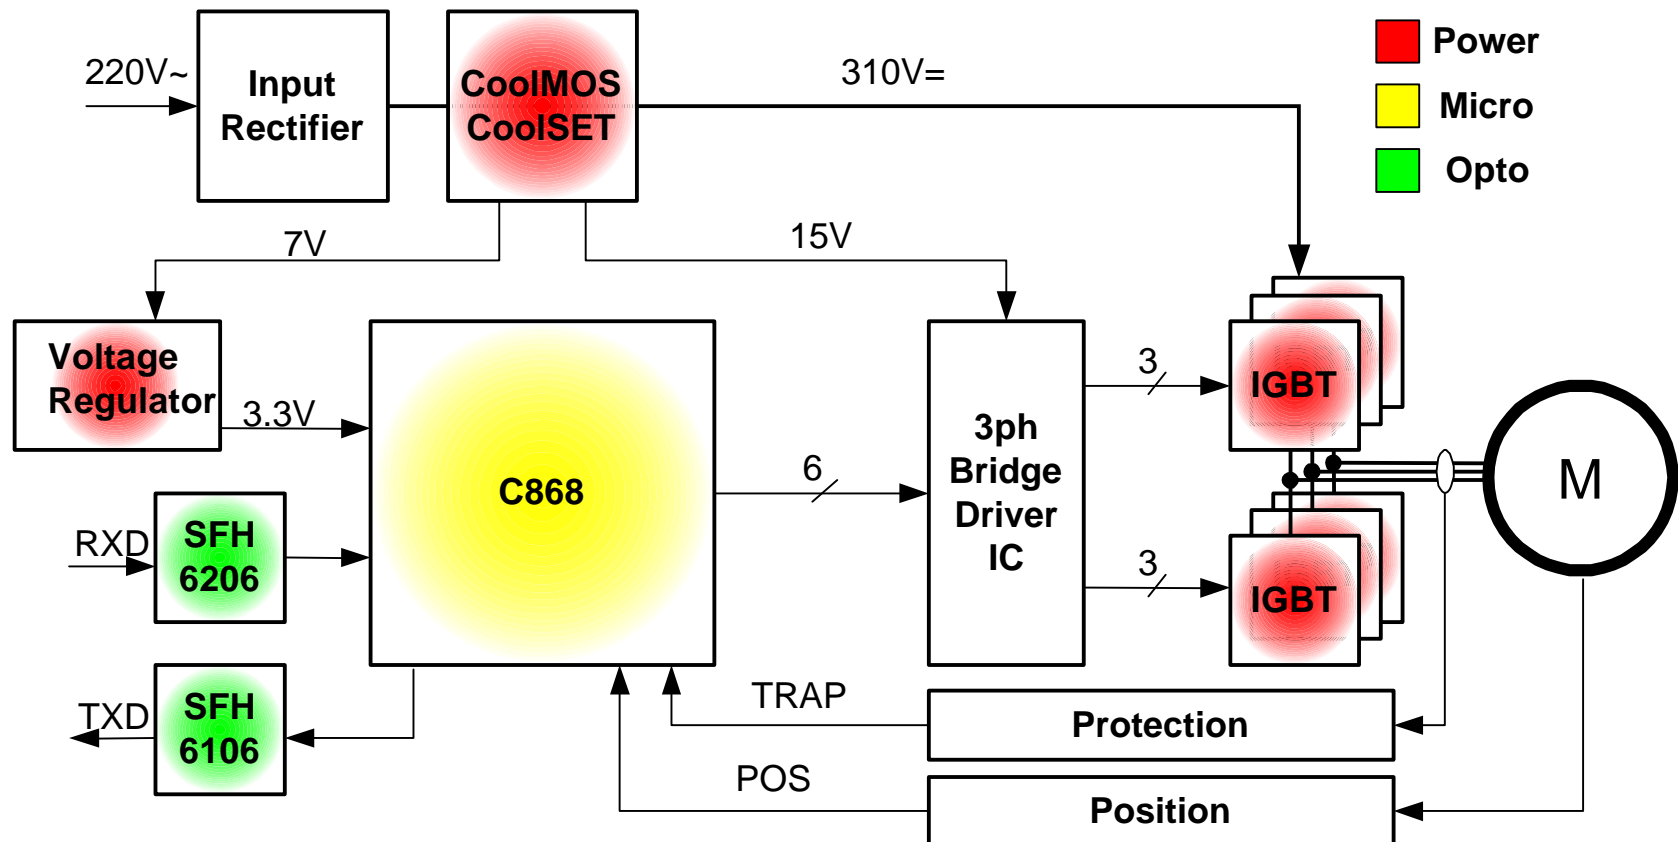 220V~
Input
Rectifier
CoolMOS
CoolSET
310V=
Power
Micro
Opto
7V
15V
Voltage
Regulator
3.3V
C868
6
3ph
Bridge
Driver
IC
3
IGBT
3
IGBT
M
RXD
SFH
6206
TXD
SFH
6106
TRAP
Protection
POS
Position